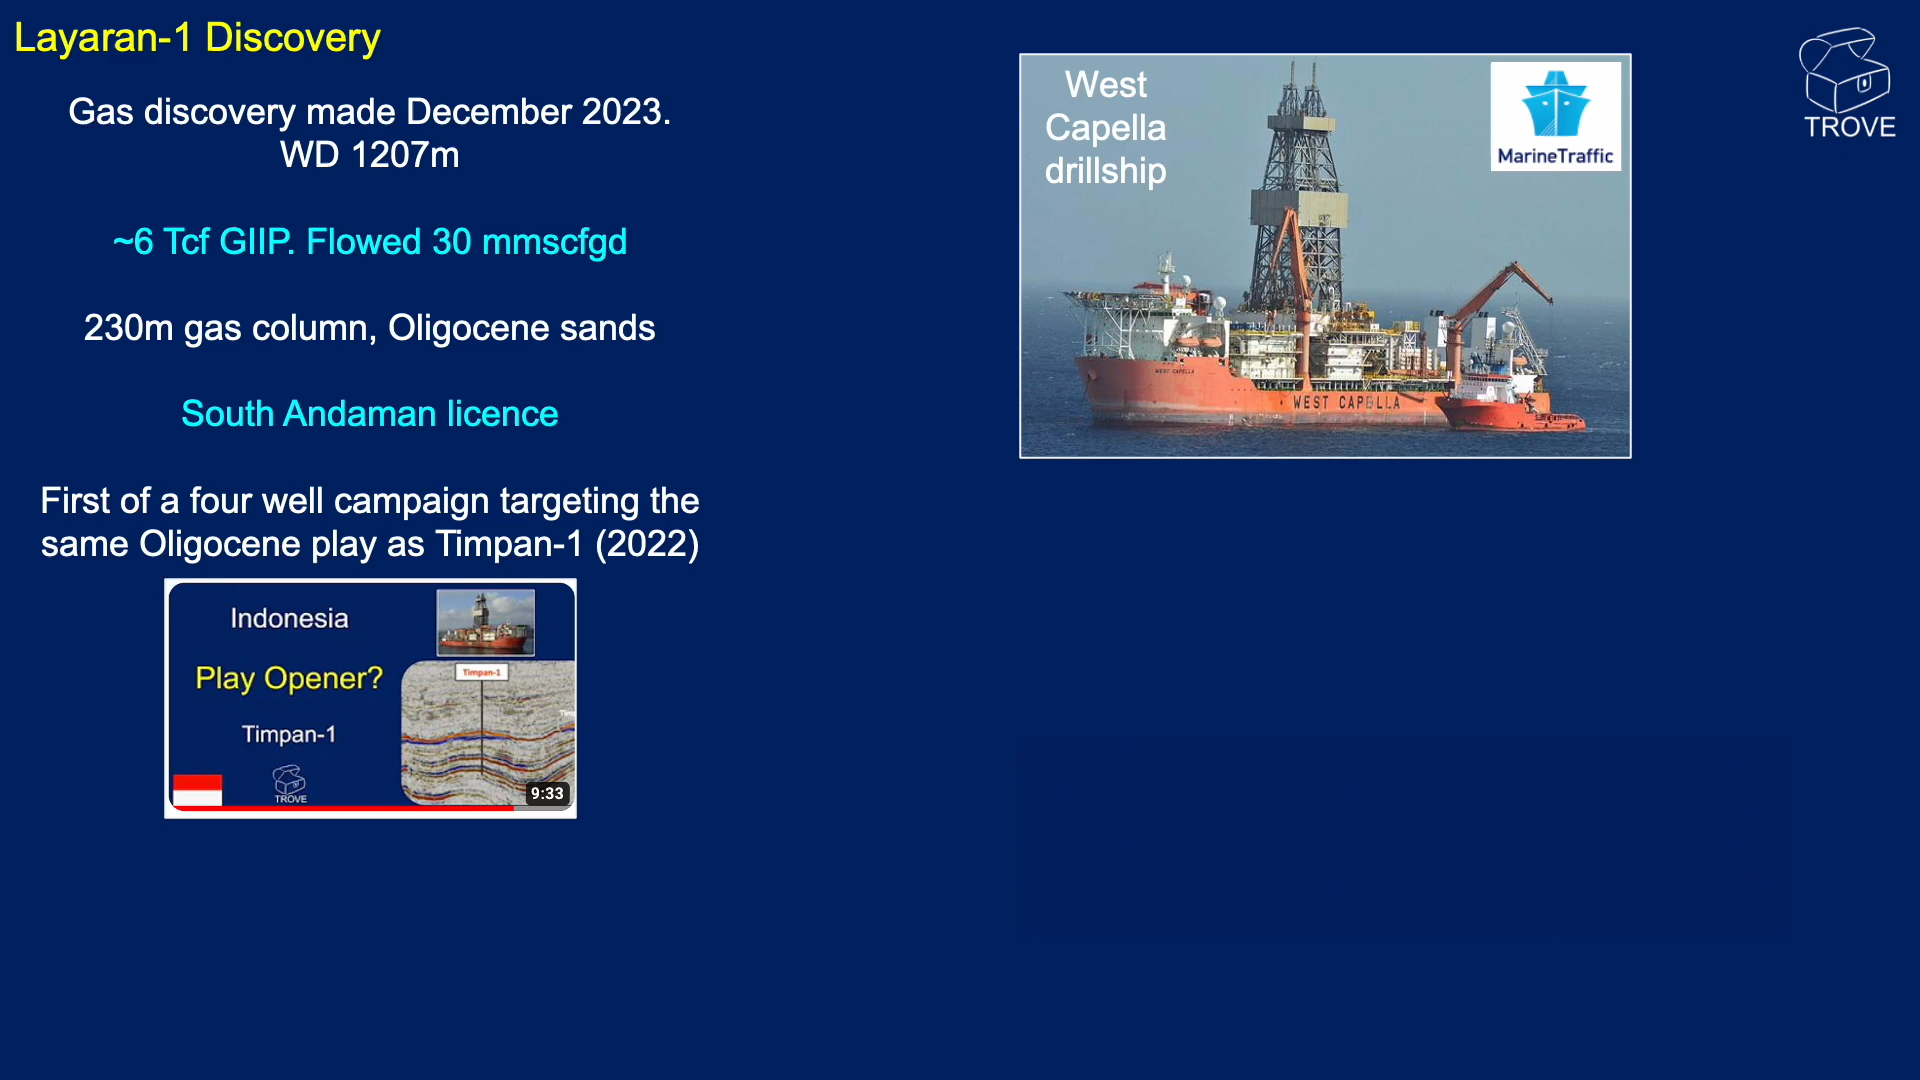 Layaran-1 Discovery
Gas discovery made December 2023.
WD 1207m
~6 Tcf GIIP. Flowed 30 mmscfgd
230m gas column, Oligocene sands
South Andaman licence
First of a four well campaign targeting the
same Oligocene play as Timpan-1 (2022)
Indonesia
Play Opener?
Timpan-1
TROVE
Timpan-1
9:33
West
Capella
drillship
MarineTraffic
WEST CAPELLA
WEST CAPELLA
TROVE